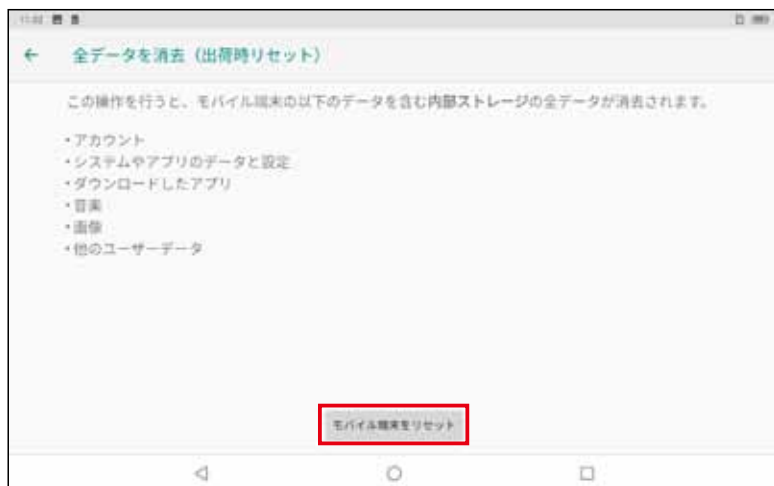 全データを消去（出荷時リセット）
この操作を行うと、モバイル端末の以下のデータを含む内部ストレージの全データが消去されます。
・アカウント
・システムやアプリのデータと設定
・ダウンロードしたアプリ
・音楽
・画像
・他のユーザーデータ
モバイル端末をリセット